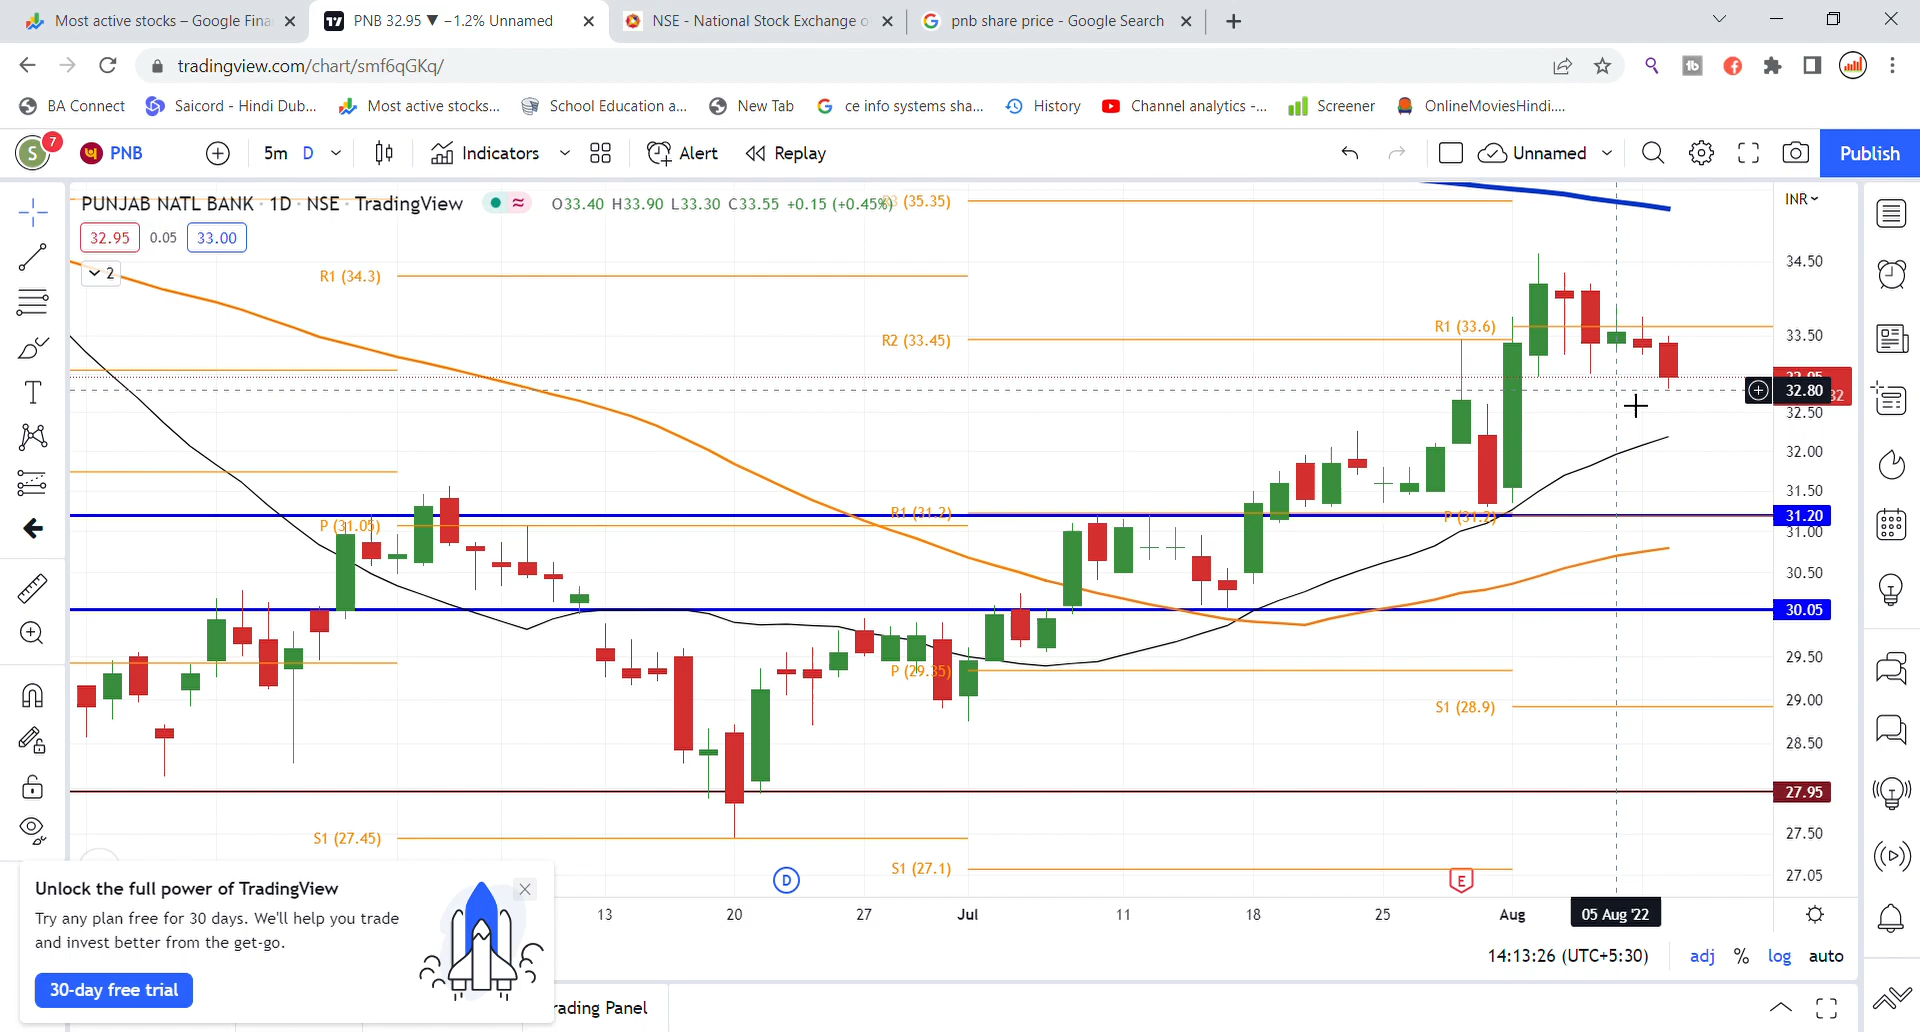 Most active stocks – Google Fina
PNB 32.95 ▼ −1.2% Unnamed
NSE - National Stock Exchange o
pnb share price - Google Search
tradingview.com/chart/smf6qGKq/
BA Connect
Saicord - Hindi Dub...
Most active stocks...
School Education a...
New Tab
ce info systems sha...
History
Channel analytics -...
Screener
OnlineMoviesHindi....
S
7
PNB
5m
D
Indicators
Alert
Replay
Unnamed
Publish
PUNJAB NATL BANK · 1D · NSE · TradingView
O33.40 H33.90 L33.30 C33.55 +0.15 (+0.45%)
(35.35)
INR
32.95
0.05
33.00
2
R1 (34.3)
34.50
R1 (33.6)
33.50
R2 (33.45)
32.80
32.50
32.00
31.50
R1 (31.2)
P (31.2)
31.20
P (31.05)
31.00
30.50
30.05
29.50
P (29.35)
29.00
S1 (28.9)
28.50
27.95
S1 (27.45)
27.50
S1 (27.1)
27.05
D
E
13
20
27
Jul
11
18
25
Aug
05 Aug '22
14:13:26 (UTC+5:30)
adj
%
log
auto
Unlock the full power of TradingView
Try any plan free for 30 days. We'll help you trade
and invest better from the get-go.
30-day free trial
rading Panel